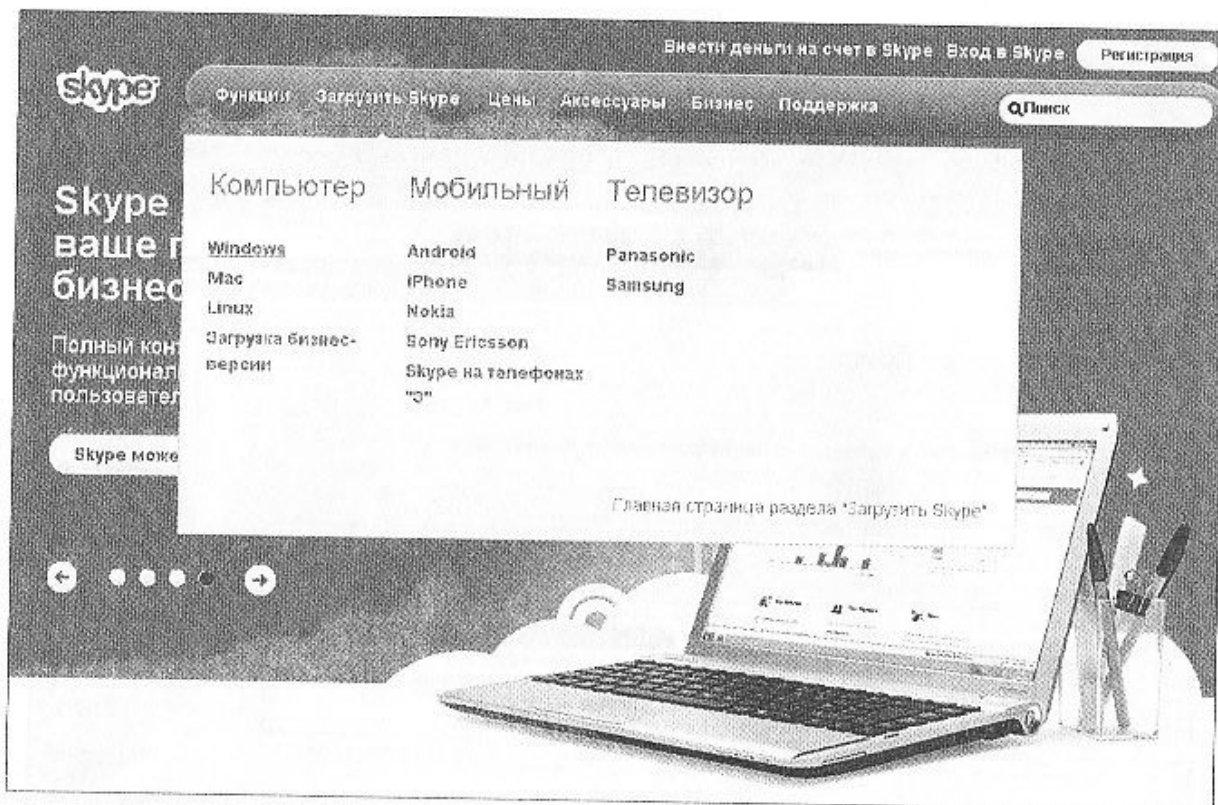 Внести деньги на счет в Skype Вход в Skype Регистрация
skype
Функции Загрузить Skype Цены Аксессуары Бизнес Поддержка
Поиск
Компьютер
Windows
Mac
Linux
Загрузка бизнес-
версии
Мобильный
Android
iPhone
Nokia
Sony Ericsson
Skype на телефонах
"3"
Телевизор
Panasonic
Samsung
Главная страница раздела "Загрузить Skype"
Skype
ваше п
бизнес
Полный конт
функционал
пользовател
Skype може